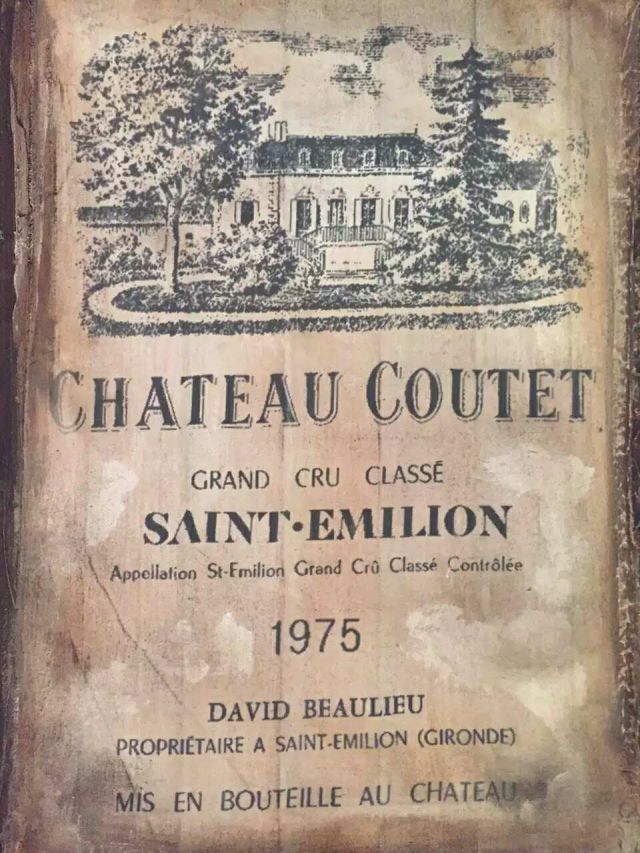 CHATEAU COUTET
GRAND CRU CLASSÉ
SAINT·EMILION
Appellation St-Emilion Grand Crû Classé Contrôlée
1975
DAVID BEAULIEU
PROPRIÉTAIRE A SAINT-EMILION (GIRONDE)
MIS EN BOUTEILLE AU CHATEAU